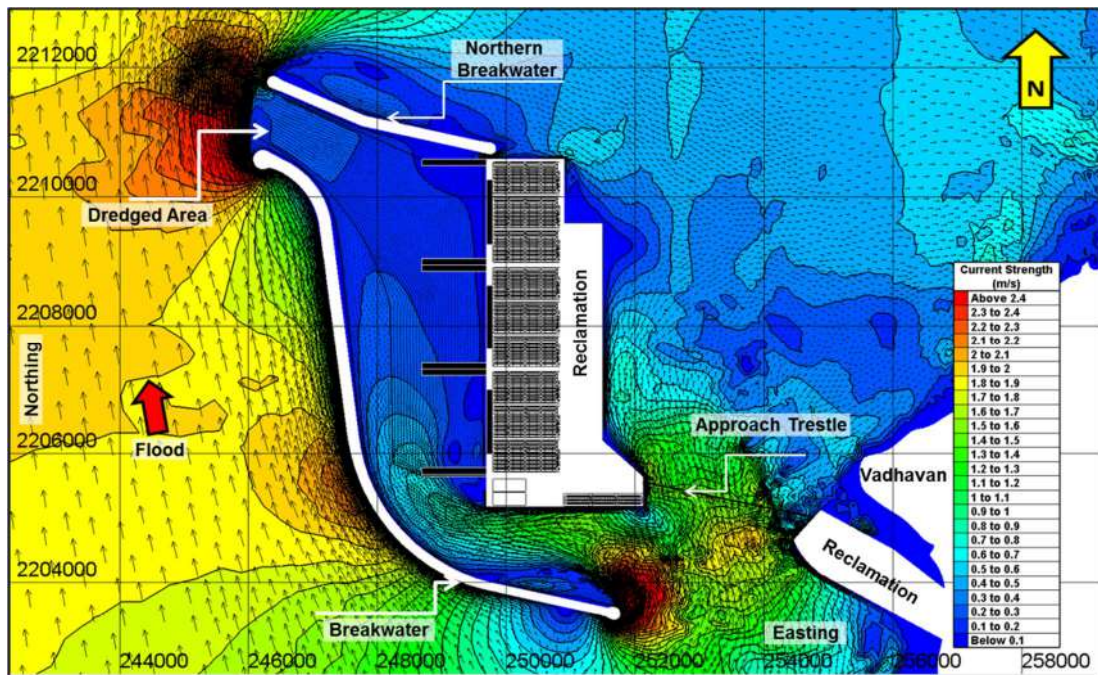 2212000
Northern
Breakwater
N
2210000
Dredged Area
2208000
Northing
Reclamation
Current Strength
(m/s)
Above 2.4
2.3 to 2.4
2.2 to 2.3
2.1 to 2.2
2 to 2.1
1.9 to 2
1.8 to 1.9
1.7 to 1.8
1.6 to 1.7
1.5 to 1.6
1.4 to 1.5
1.3 to 1.4
1.2 to 1.3
1.1 to 1.2
1 to 1.1
0.9 to 1
0.8 to 0.9
0.7 to 0.8
0.6 to 0.7
0.5 to 0.6
0.4 to 0.5
0.3 to 0.4
0.2 to 0.3
0.1 to 0.2
Below 0.1
2206000
Flood
Approach Trestle
Vadhavan
2204000
Reclamation
Breakwater
Easting
244000
246000
248000
250000
252000
254000
256000
258000